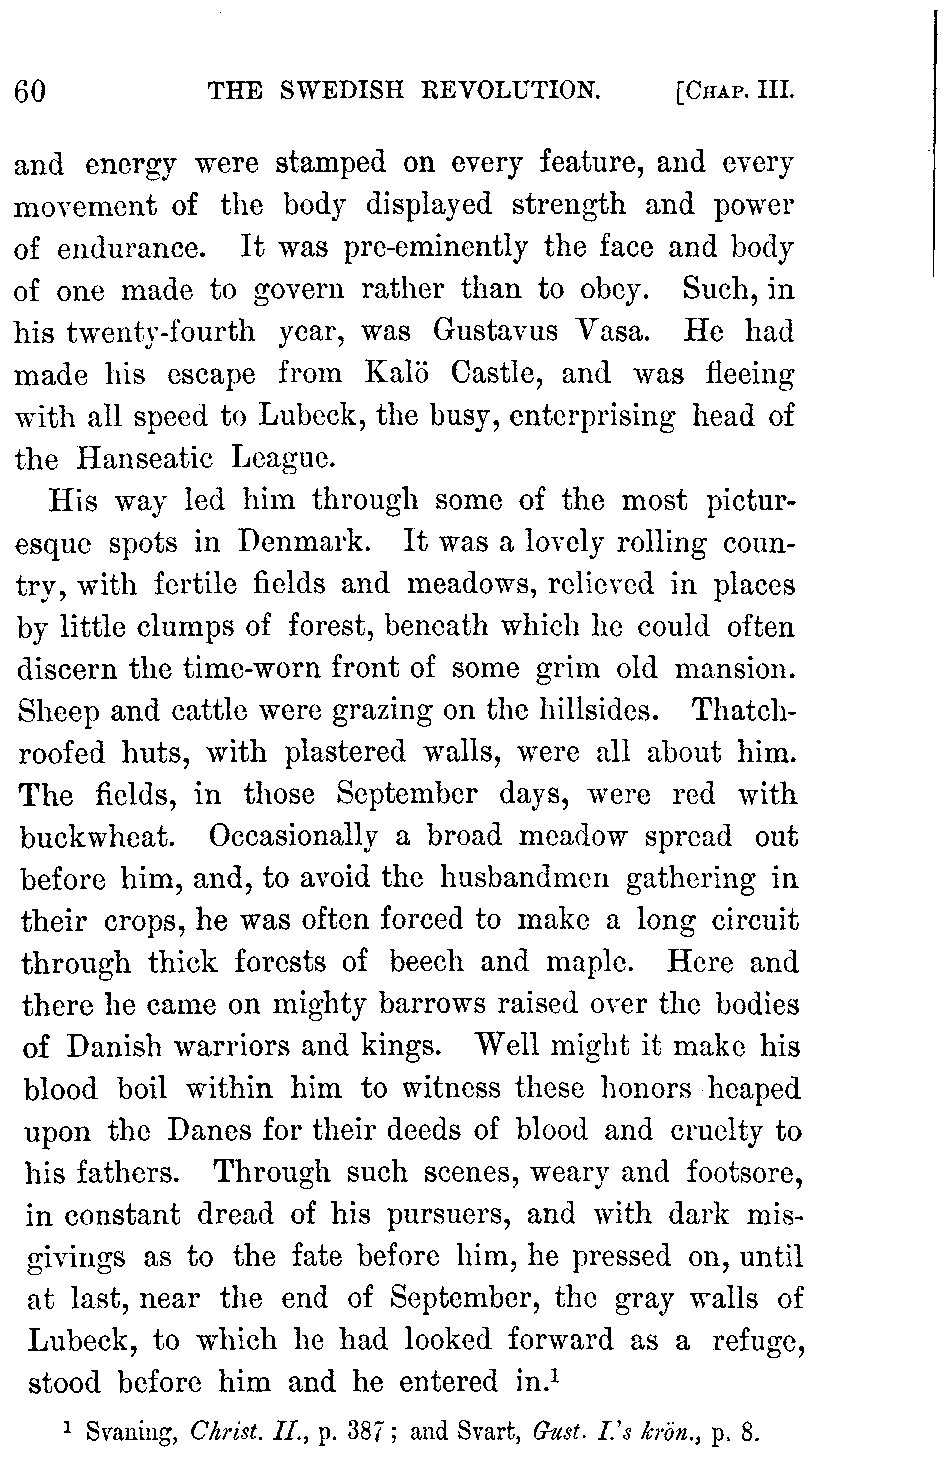 60 THE SWEDISH REVOLUTION. [CHAP. III.
and energy were stamped on every feature, and every
movement of the body displayed strength and power
of endurance. It was pre-eminently the face and body
of one made to govern rather than to obey. Such, in
his twenty-fourth year, was Gustavus Vasa. He had
made his escape from Kalö Castle, and was fleeing
with all speed to Lubeck, the busy, enterprising head of
the Hanseatic League.
His way led him through some of the most pictur-
esque spots in Denmark. It was a lovely rolling coun-
try, with fertile fields and meadows, relieved in places
by little clumps of forest, beneath which he could often
discern the time-worn front of some grim old mansion.
Sheep and cattle were grazing on the hillsides. Thatch-
roofed huts, with plastered walls, were all about him.
The fields, in those September days, were red with
buckwheat. Occasionally a broad meadow spread out
before him, and, to avoid the husbandmen gathering in
their crops, he was often forced to make a long circuit
through thick forests of beech and maple. Here and
there he came on mighty barrows raised over the bodies
of Danish warriors and kings. Well might it make his
blood boil within him to witness these honors heaped
upon the Danes for their deeds of blood and cruelty to
his fathers. Through such scenes, weary and footsore,
in constant dread of his pursuers, and with dark mis-
givings as to the fate before him, he pressed on, until
at last, near the end of September, the gray walls of
Lubeck, to which he had looked forward as a refuge,
stood before him and he entered in.¹
¹ Svaning, Christ. II., p. 387; and Svart, Gust. I.'s krön., p. 8.